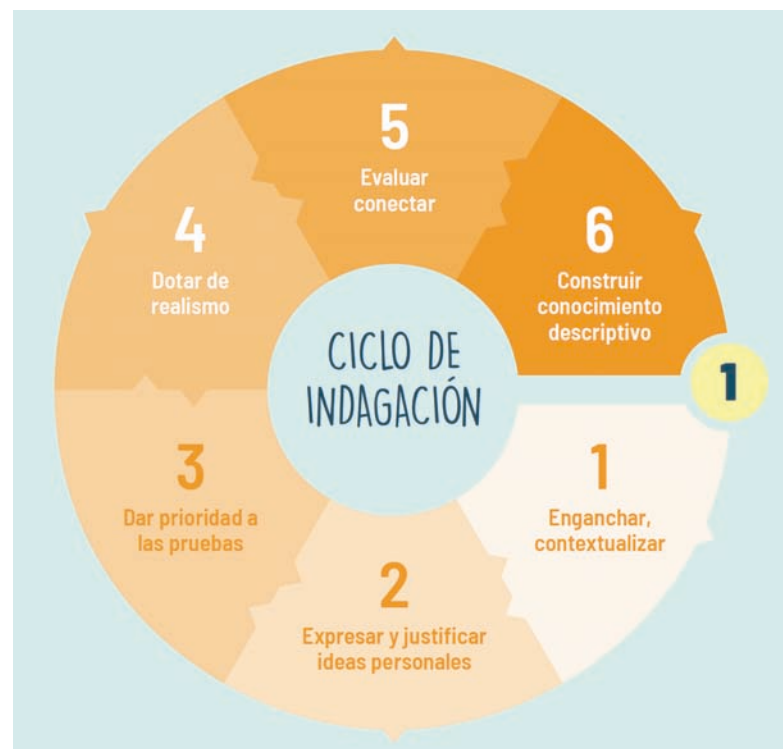 5
Evaluar
conectar
4
Dotar de
realismo
6
Construir
conocimiento
descriptivo
CICLO DE
INDAGACIÓN
1
3
Dar prioridad a
las pruebas
1
Enganchar,
contextualizar
2
Expresar y justificar
ideas personales